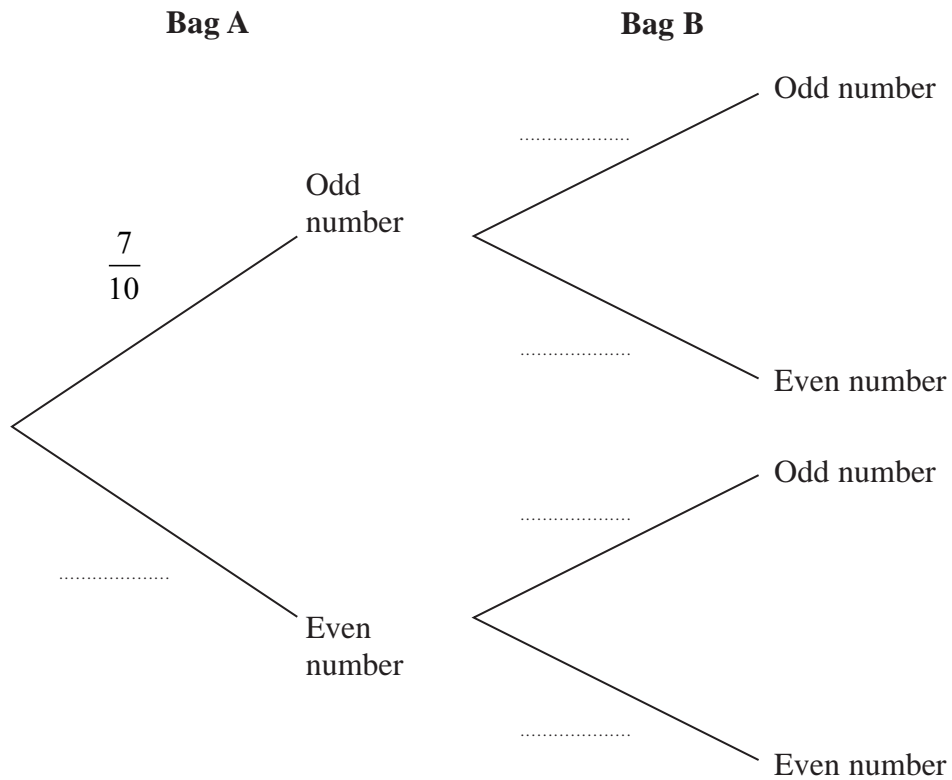 Bag A
Bag B
Odd number
....................
Odd
number
7
10
....................
Even number
Odd number
....................
....................
Even
number
....................
Even number